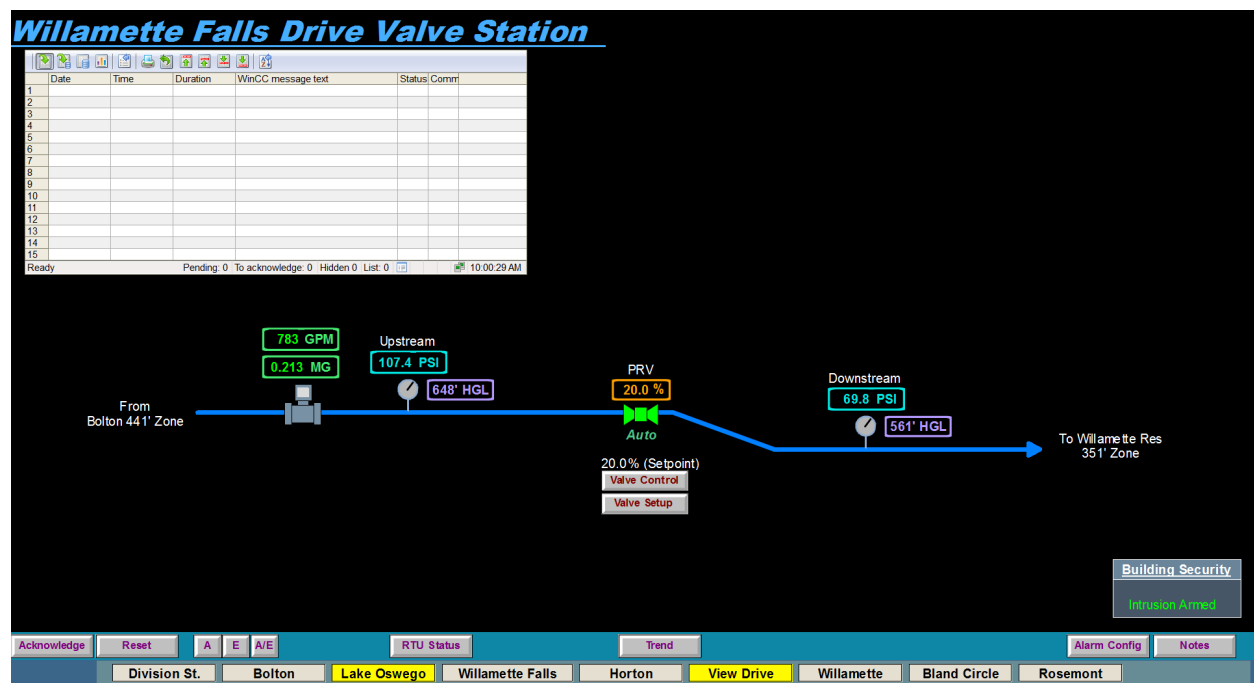 Willamette Falls Drive Valve Station
Date Time Duration WinCC message text Status Comm
1
2
3
4
5
6
7
8
9
10
11
12
13
14
15
Ready Pending: 0 To acknowledge: 0 Hidden 0 List: 0 10:00:29 AM
783 GPM
0.213 MG
Upstream
107.4 PSI
648' HGL
From
Bolton 441' Zone
PRV
20.0 %
Auto
20.0% (Setpoint)
Valve Control
Valve Setup
Downstream
69.8 PSI
561' HGL
To Willamette Res
351' Zone
Building Security
Intrusion Armed
Acknowledge Reset A E A/E RTU Status Trend Alarm Config Notes
Division St. Bolton Lake Oswego Willamette Falls Horton View Drive Willamette Bland Circle Rosemont